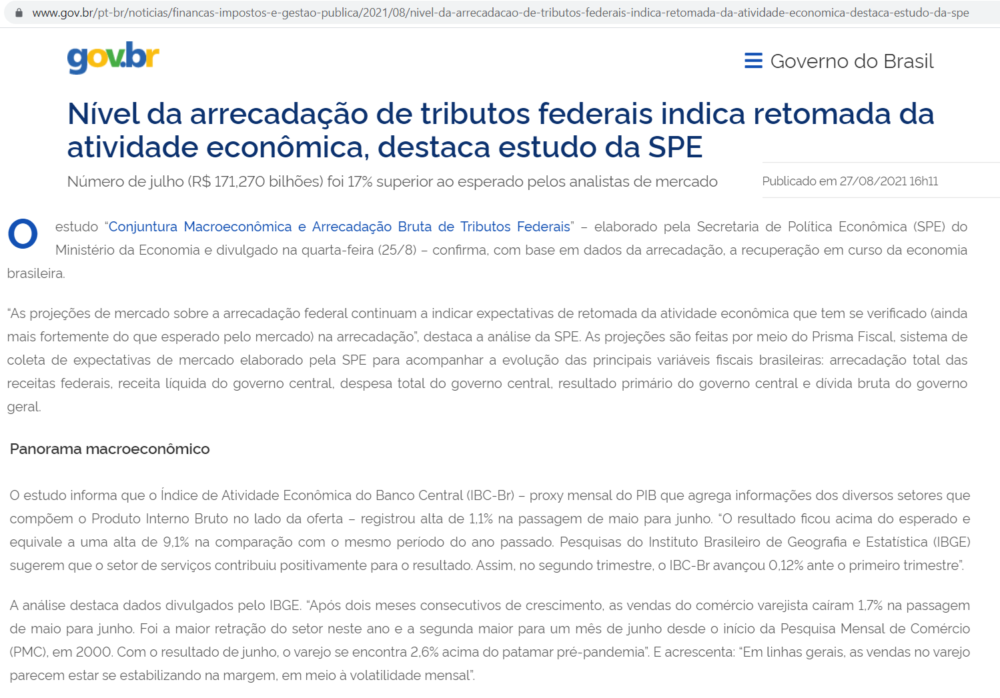 www.gov.br/pt-br/noticias/financas-impostos-e-gestao-publica/2021/08/nivel-da-arrecadacao-de-tributos-federais-indica-retomada-da-atividade-economica-destaca-estudo-da-spe
gov.br
Governo do Brasil
Nível da arrecadação de tributos federais indica retomada da
atividade econômica, destaca estudo da SPE
Número de julho (R$ 171,270 bilhões) foi 17% superior ao esperado pelos analistas de mercado
Publicado em 27/08/2021 16h11
O estudo “Conjuntura Macroeconômica e Arrecadação Bruta de Tributos Federais” – elaborado pela Secretaria de Política Econômica (SPE) do
Ministério da Economia e divulgado na quarta-feira (25/8) – confirma, com base em dados da arrecadação, a recuperação em curso da economia
brasileira.
“As projeções de mercado sobre a arrecadação federal continuam a indicar expectativas de retomada da atividade econômica que tem se verificado (ainda
mais fortemente do que esperado pelo mercado) na arrecadação”, destaca a análise da SPE. As projeções são feitas por meio do Prisma Fiscal, sistema de
coleta de expectativas de mercado elaborado pela SPE para acompanhar a evolução das principais variáveis fiscais brasileiras: arrecadação total das
receitas federais, receita líquida do governo central, despesa total do governo central, resultado primário do governo central e dívida bruta do governo
geral.
Panorama macroeconômico
O estudo informa que o Índice de Atividade Econômica do Banco Central (IBC-Br) – proxy mensal do PIB que agrega informações dos diversos setores que
compõem o Produto Interno Bruto no lado da oferta – registrou alta de 1,1% na passagem de maio para junho. “O resultado ficou acima do esperado e
equivale a uma alta de 9,1% na comparação com o mesmo período do ano passado. Pesquisas do Instituto Brasileiro de Geografia e Estatística (IBGE)
sugerem que o setor de serviços contribuiu positivamente para o resultado. Assim, no segundo trimestre, o IBC-Br avançou 0,12% ante o primeiro trimestre”.
A análise destaca dados divulgados pelo IBGE. “Após dois meses consecutivos de crescimento, as vendas do comércio varejista caíram 1,7% na passagem
de maio para junho. Foi a maior retração do setor neste ano e a segunda maior para um mês de junho desde o início da Pesquisa Mensal de Comércio
(PMC), em 2000. Com o resultado de junho, o varejo se encontra 2,6% acima do patamar pré-pandemia”. E acrescenta: “Em linhas gerais, as vendas no varejo
parecem estar se estabilizando na margem, em meio à volatilidade mensal”.